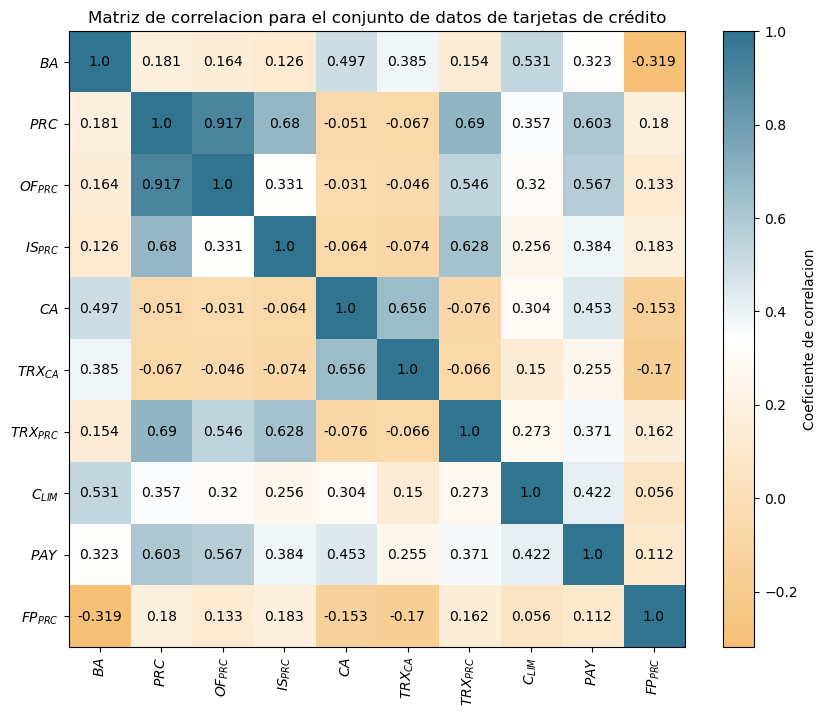 Matriz de correlacion para el conjunto de datos de tarjetas de crédito
BA 1.0 0.181 0.164 0.126 0.497 0.385 0.154 0.531 0.323 -0.319
PRC 0.181 1.0 0.917 0.68 -0.051 -0.067 0.69 0.357 0.603 0.18
OF_PRC 0.164 0.917 1.0 0.331 -0.031 -0.046 0.546 0.32 0.567 0.133
IS_PRC 0.126 0.68 0.331 1.0 -0.064 -0.074 0.628 0.256 0.384 0.183
CA 0.497 -0.051 -0.031 -0.064 1.0 0.656 -0.076 0.304 0.453 -0.153
TRX_CA 0.385 -0.067 -0.046 -0.074 0.656 1.0 -0.066 0.15 0.255 -0.17
TRX_PRC 0.154 0.69 0.546 0.628 -0.076 -0.066 1.0 0.273 0.371 0.162
C_LIM 0.531 0.357 0.32 0.256 0.304 0.15 0.273 1.0 0.422 0.056
PAY 0.323 0.603 0.567 0.384 0.453 0.255 0.371 0.422 1.0 0.112
FP_PRC -0.319 0.18 0.133 0.183 -0.153 -0.17 0.162 0.056 0.112 1.0
BA PRC OF_PRC IS_PRC CA TRX_CA TRX_PRC C_LIM PAY FP_PRC
1.0
0.8
0.6
0.4
0.2
0.0
−0.2
Coeficiente de correlacion